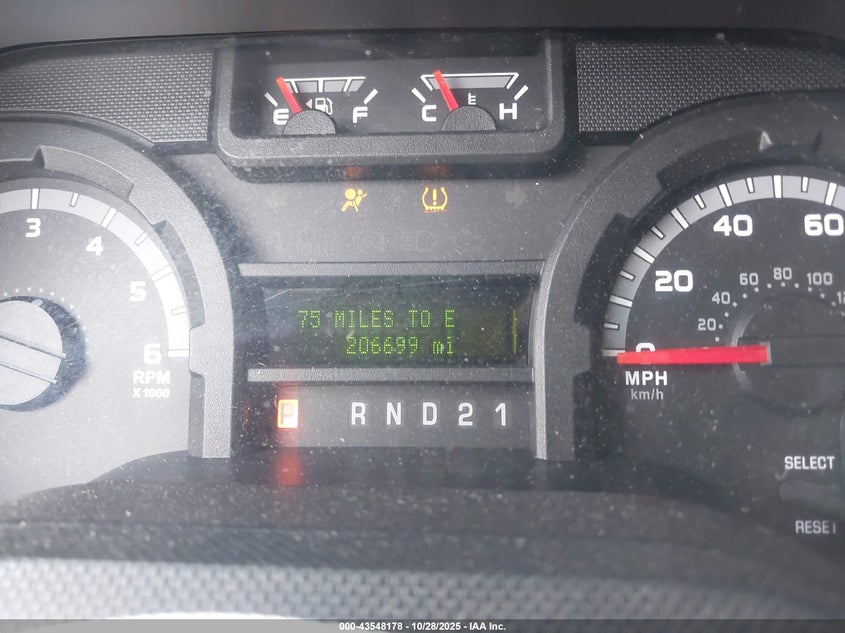 E F
C H
3
4
5
6
RPM
X1000
75 MILES TO E
206699 mi
P R N D 2 1
0
20
40
60
20
40
60
80
100
MPH
km/h
SELECT
RESET
000-43548178 - 10/28/2025 - IAA Inc.